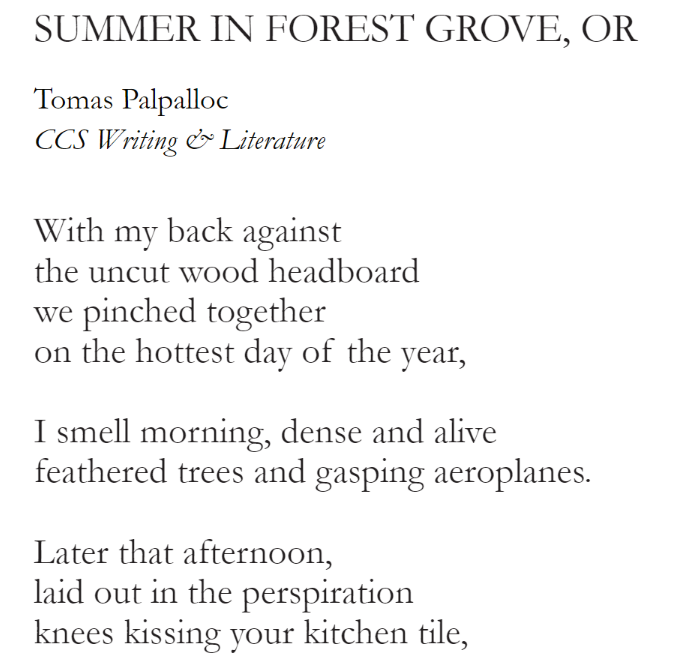 SUMMER IN FOREST GROVE, OR
Tomas Palpalloc
CCS Writing & Literature
With my back against
the uncut wood headboard
we pinched together
on the hottest day of the year,
I smell morning, dense and alive
feathered trees and gasping aeroplanes.
Later that afternoon,
laid out in the perspiration
knees kissing your kitchen tile,